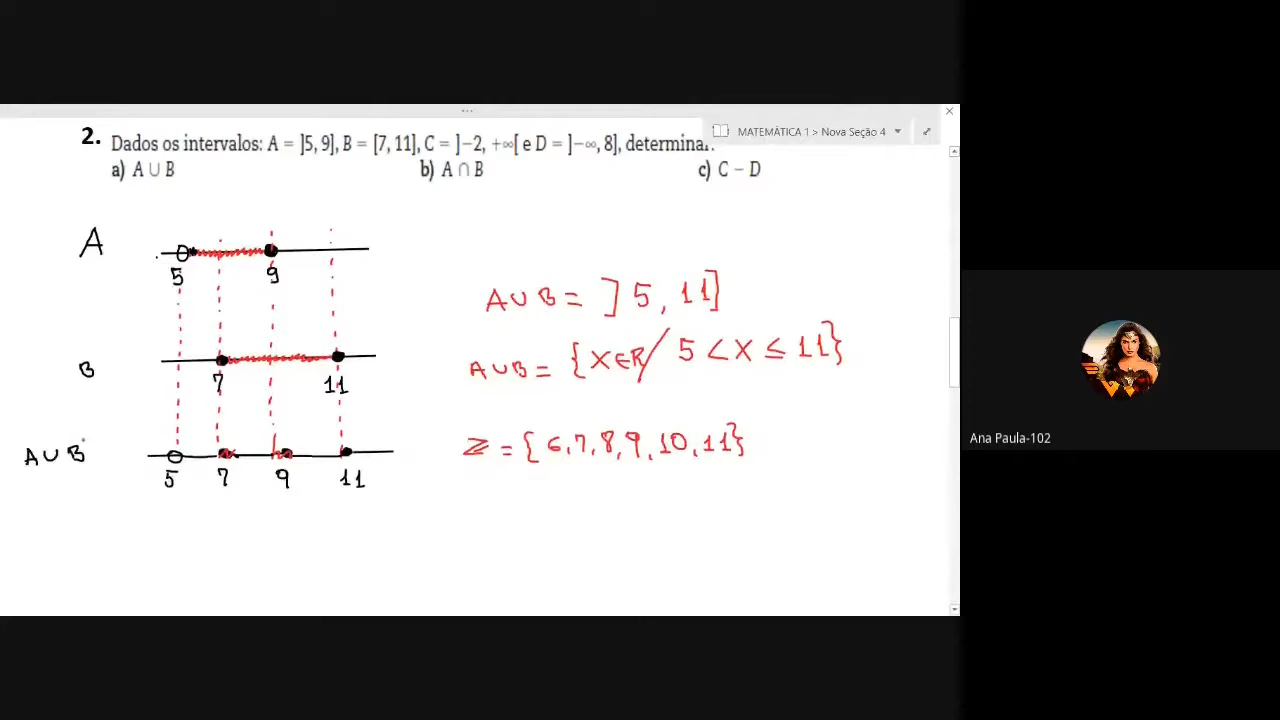 MATEMÁTICA 1 > Nova Seção 4
2. Dados os intervalos: A = ]5, 9], B = [7, 11], C = ]−2, +∞[ e D = ]−∞, 8], determinar:
a) A ∪ B b) A ∩ B c) C − D
A
5 9
A∪B = ]5, 11]
B
7 11
A∪B = {X∈R/ 5 < X ≤ 11}
A∪B
5 7 9 11
Z = {6,7,8,9,10,11}
Ana Paula-102